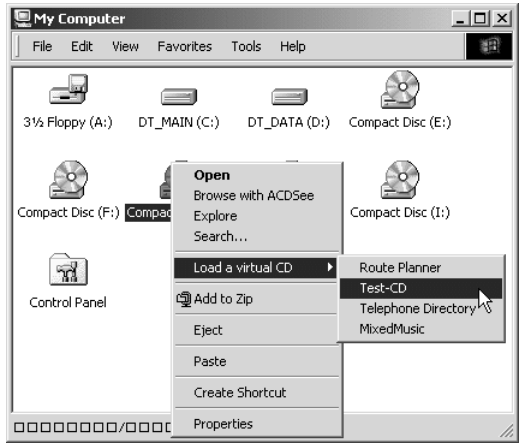 My Computer
File Edit View Favorites Tools Help
3½ Floppy (A:) DT_MAIN (C:) DT_DATA (D:) Compact Disc (E:)
Compact Disc (F:) Compac Compact Disc (I:)
Control Panel
Open
Browse with ACDSee
Explore
Search...
Load a virtual CD
Add to Zip
Eject
Paste
Create Shortcut
Properties
Route Planner
Test-CD
Telephone Directory
MixedMusic